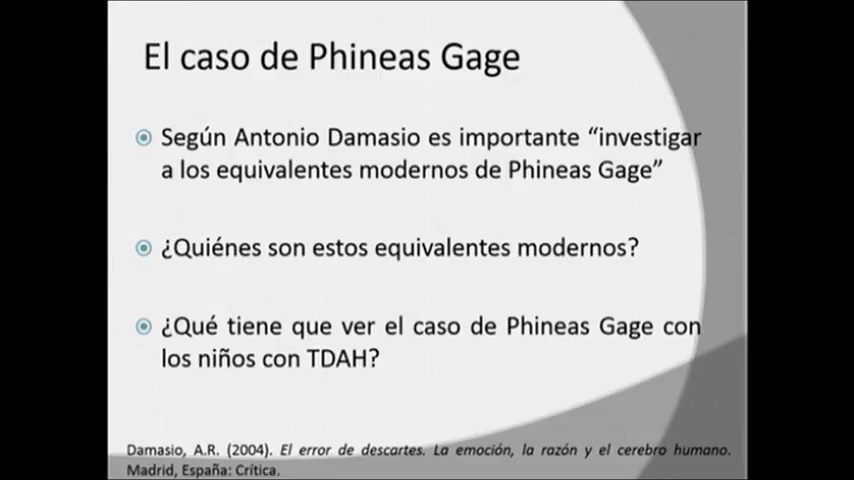 El caso de Phineas Gage
Según Antonio Damasio es importante “investigar
a los equivalentes modernos de Phineas Gage”
¿Quiénes son estos equivalentes modernos?
¿Qué tiene que ver el caso de Phineas Gage con
los niños con TDAH?
Damasio, A.R. (2004). El error de descartes. La emoción, la razón y el cerebro humano.
Madrid, España: Crítica.